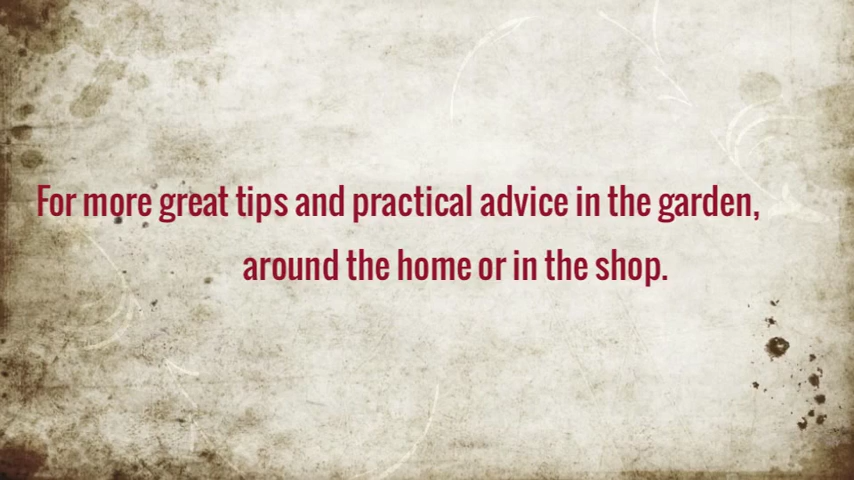 For more great tips and practical advice in the garden,
around the home or in the shop.